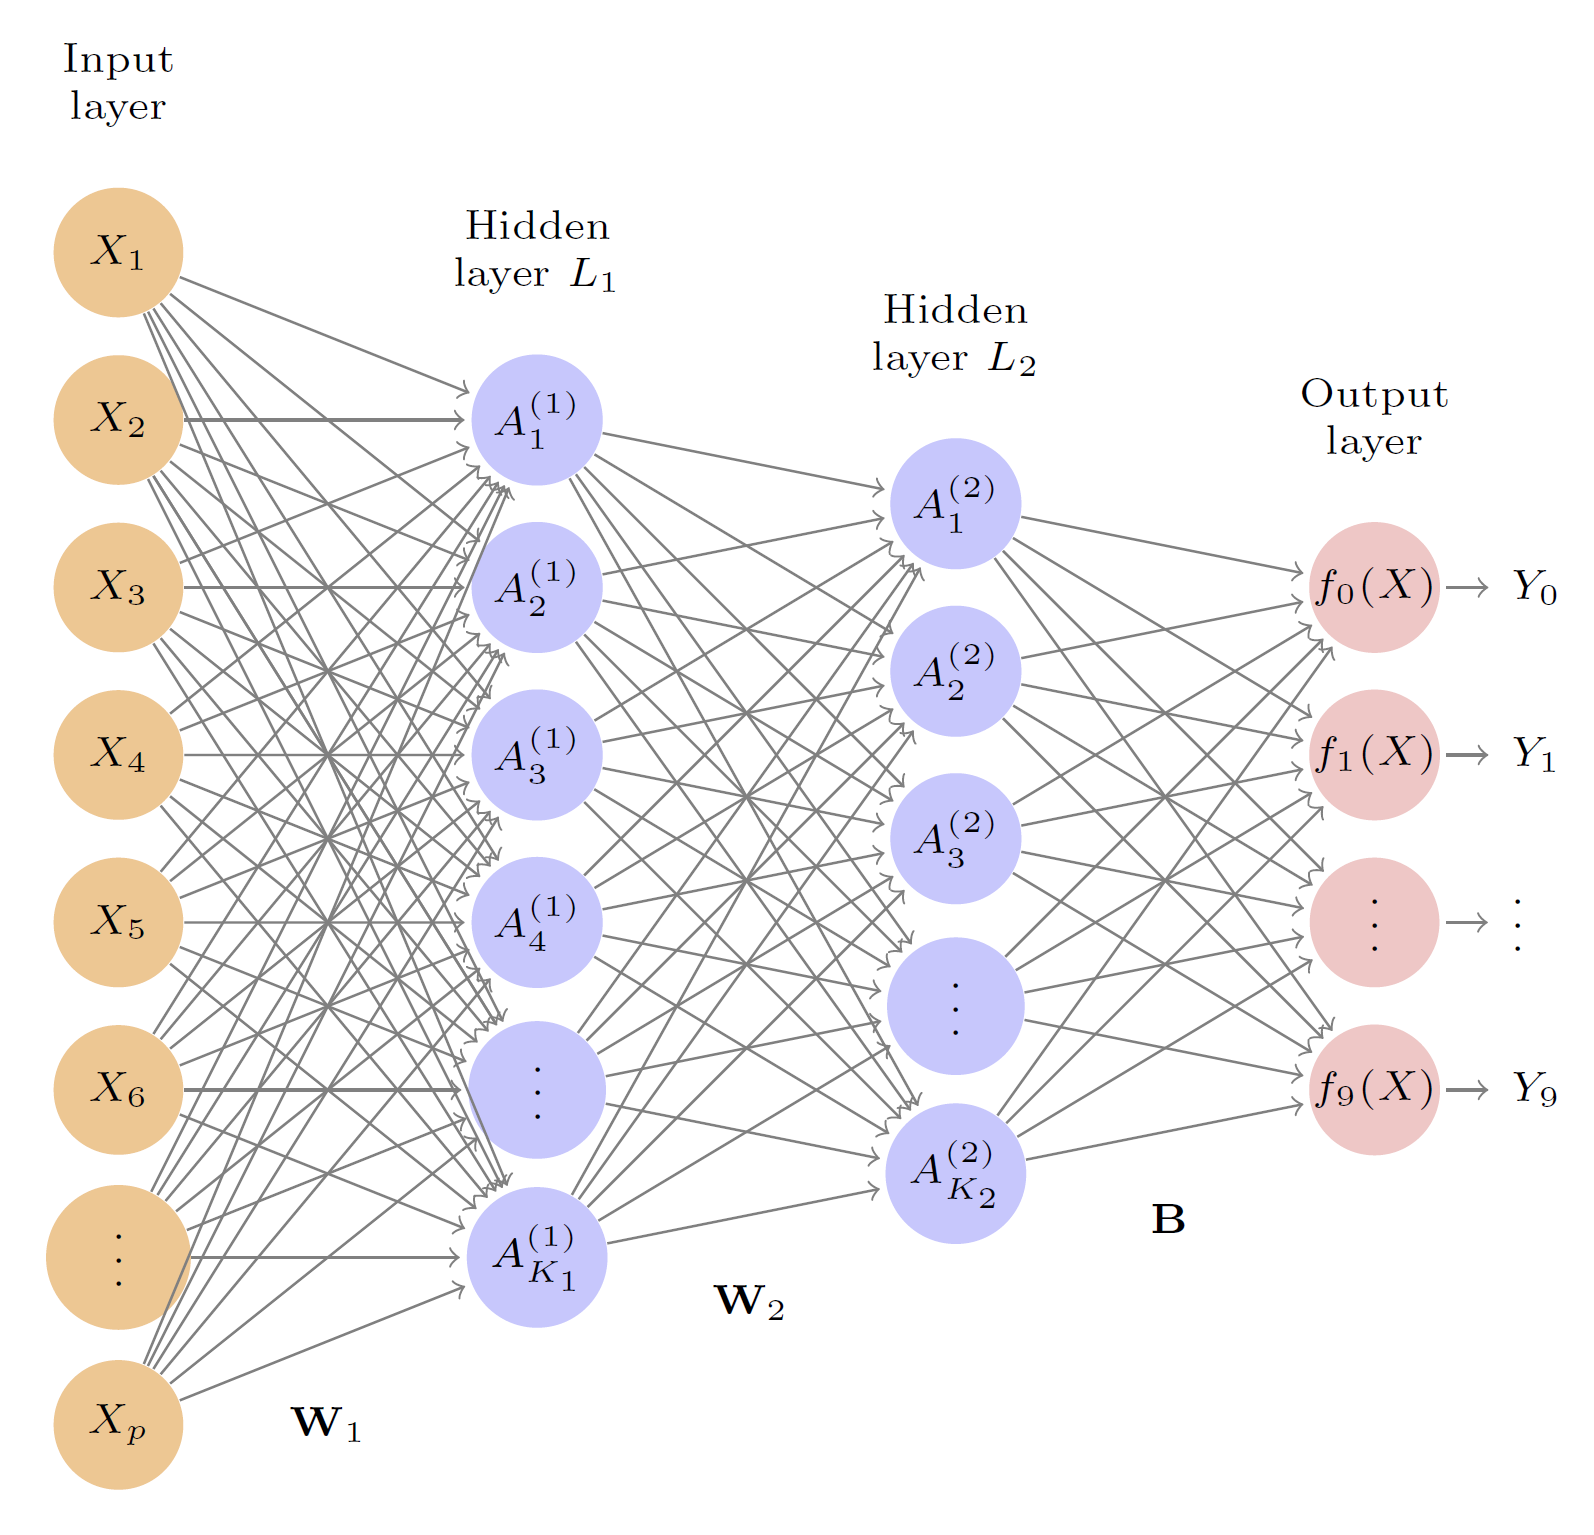 Input
layer
X₁
X₂
X₃
X₄
X₅
X₆
⋮
Xₚ
W₁
Hidden
layer L₁
A₁⁽¹⁾
A₂⁽¹⁾
A₃⁽¹⁾
A₄⁽¹⁾
⋮
A_{K₁}⁽¹⁾
W₂
Hidden
layer L₂
A₁⁽²⁾
A₂⁽²⁾
A₃⁽²⁾
⋮
A_{K₂}⁽²⁾
B
Output
layer
f₀(X) Y₀
f₁(X) Y₁
⋮ ⋮
f₉(X) Y₉